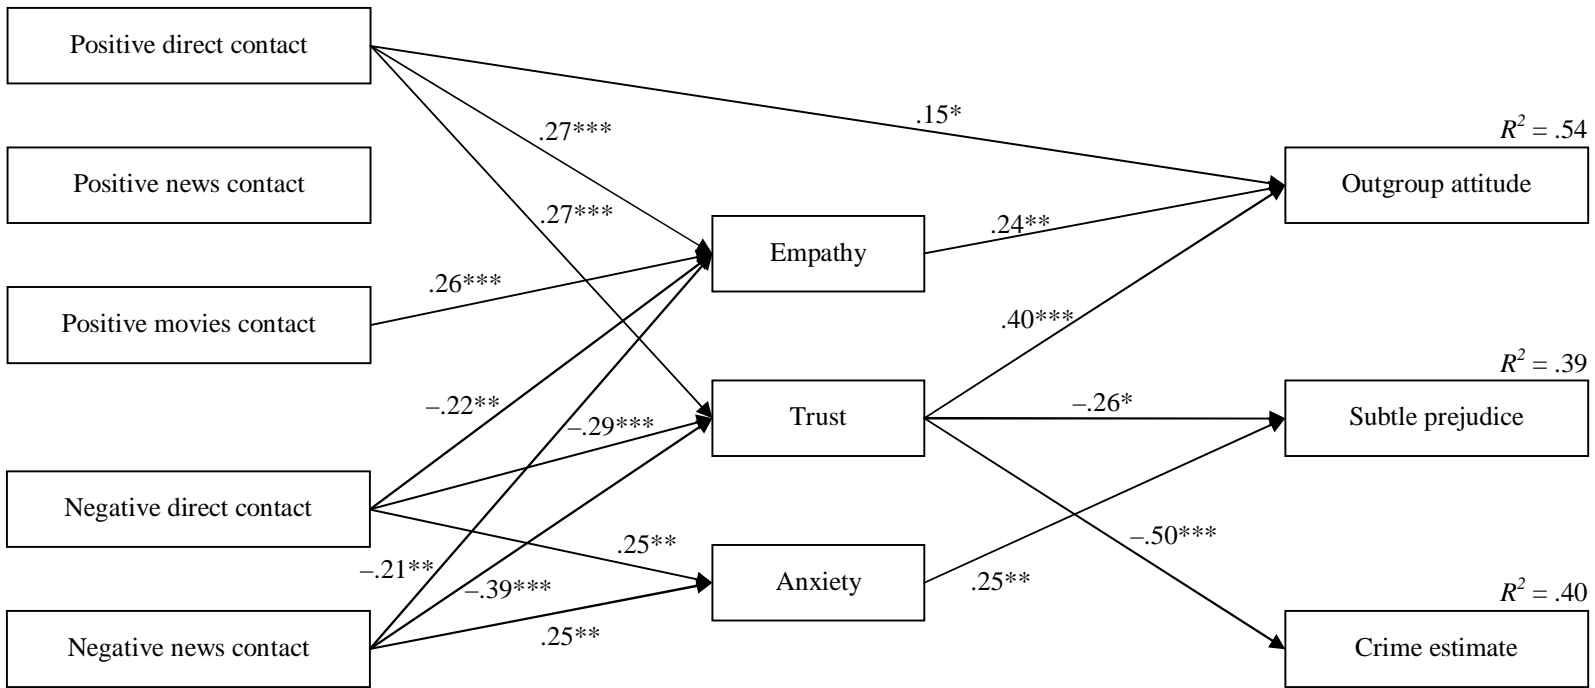 Positive direct contact
.15*
R² = .54
.27***
Positive news contact
Outgroup attitude
.27***
.24**
Empathy
.26***
Positive movies contact
.40***
R² = .39
–.22**
–.29***
Trust
–.26*
Subtle prejudice
Negative direct contact
–.50***
.25**
–.21**
–.39***
Anxiety
.25**
R² = .40
.25**
Negative news contact
Crime estimate